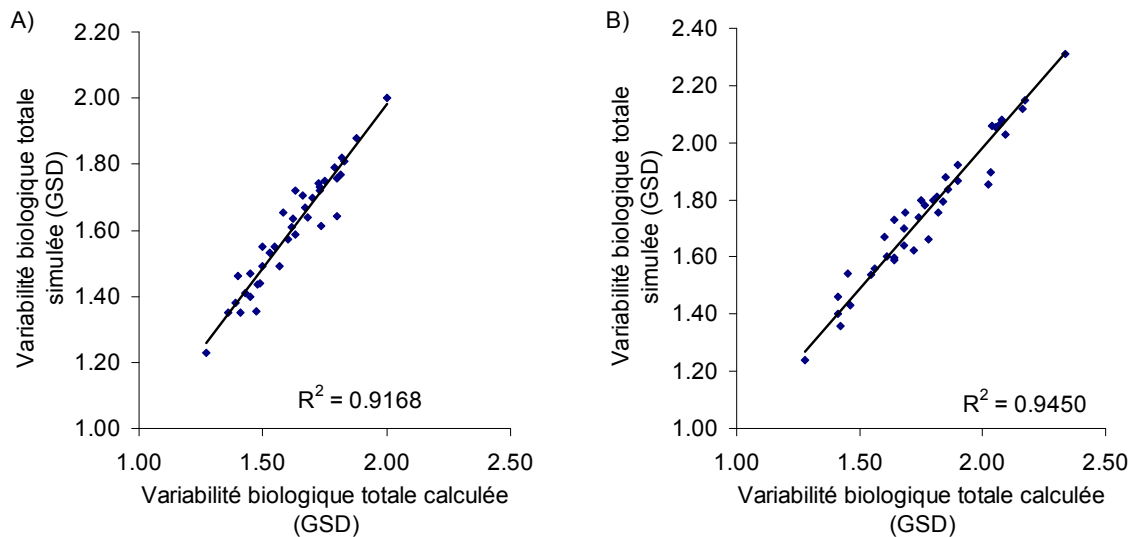 A)
2.20
2.00
1.80
1.60
1.40
1.20
1.00
Variabilité biologique totale
simulée (GSD)
R² = 0.9168
1.00 1.50 2.00 2.50
Variabilité biologique totale calculée
(GSD)
B)
2.40
2.20
2.00
1.80
1.60
1.40
1.20
1.00
Variabilité biologique totale
simulée (GSD)
R² = 0.9450
1.00 1.50 2.00 2.50
Variabilité biologique totale calculée
(GSD)